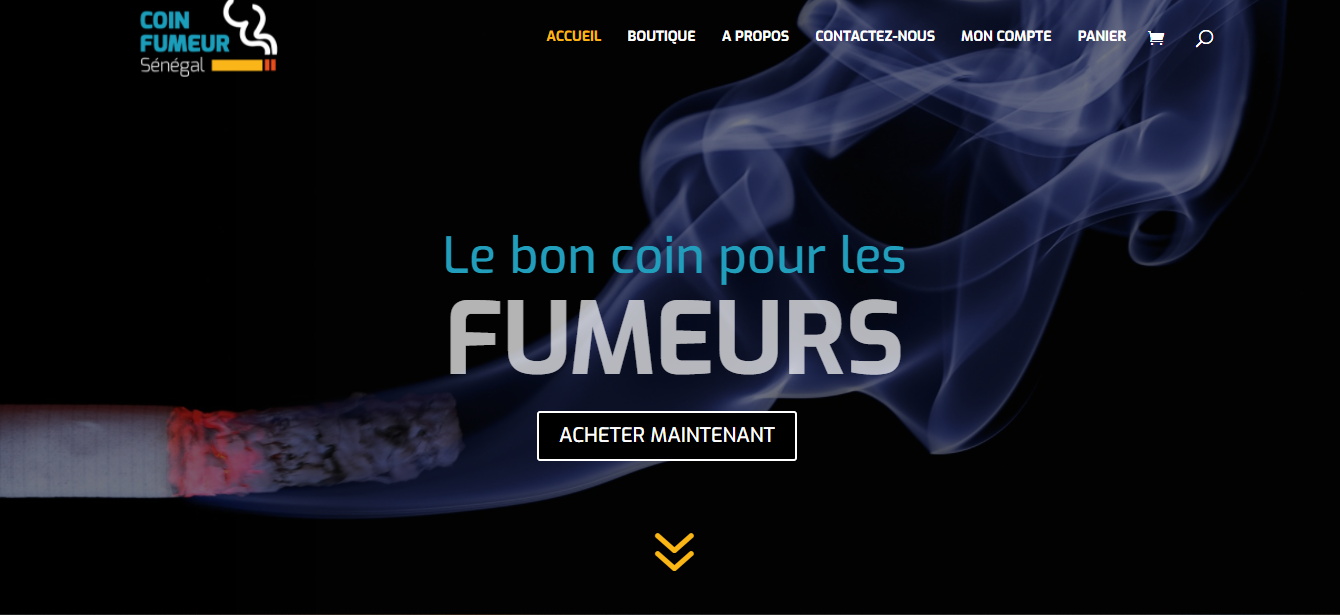 COIN
FUMEUR
Sénégal
ACCUEIL BOUTIQUE A PROPOS CONTACTEZ-NOUS MON COMPTE PANIER
Le bon coin pour les
FUMEURS
ACHETER MAINTENANT